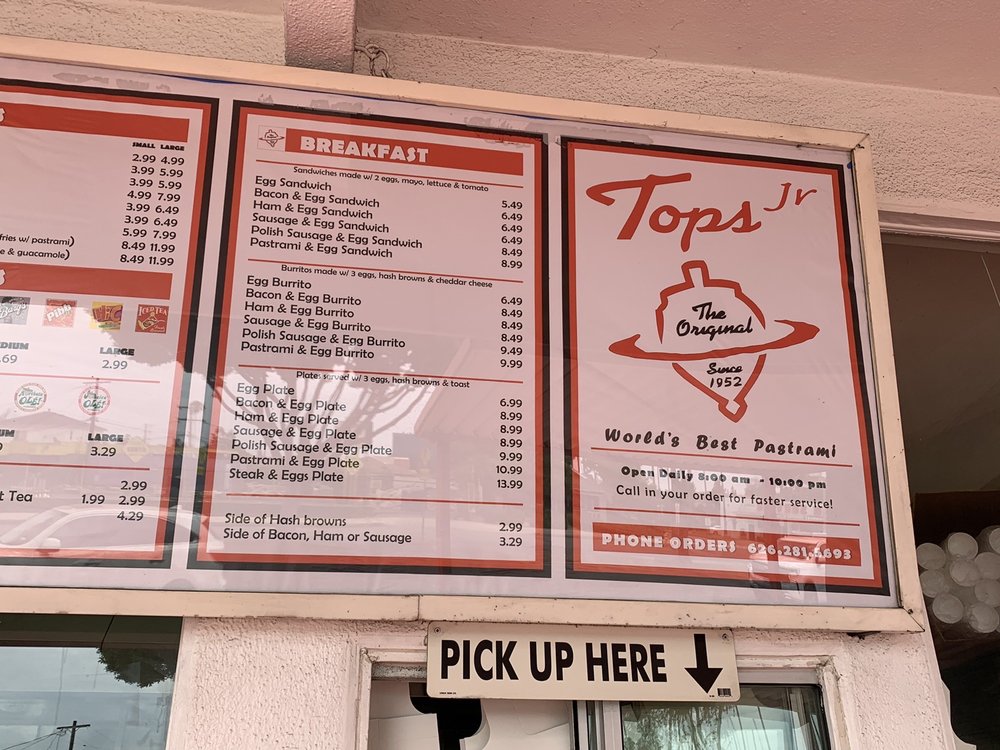 S
SMALL LARGE
2.99 4.99
3.99 5.99
3.99 5.99
4.99 7.99
3.99 6.49
3.99 6.49
5.99 7.99
fries w/ pastrami) 8.49 11.99
e & guacamole) 8.49 11.99
S
Barq's
PIBB
ICED TEA
DIUM LARGE
.69 2.99
OLÉ!
OLÉ!
UM LARGE
9 3.29
2.99
t Tea 1.99 2.99
4.29
BREAKFAST
Sandwiches made w/ 2 eggs, mayo, lettuce & tomato
Egg Sandwich 5.49
Bacon & Egg Sandwich 6.49
Ham & Egg Sandwich 6.49
Sausage & Egg Sandwich 6.49
Polish Sausage & Egg Sandwich 8.49
Pastrami & Egg Sandwich 8.99
Burritos made w/ 3 eggs, hash browns & cheddar cheese
Egg Burrito 6.49
Bacon & Egg Burrito 8.49
Ham & Egg Burrito 8.49
Sausage & Egg Burrito 8.49
Polish Sausage & Egg Burrito 9.49
Pastrami & Egg Burrito 9.99
Plates served w/ 3 eggs, hash browns & toast
Egg Plate 6.99
Bacon & Egg Plate 8.99
Ham & Egg Plate 8.99
Sausage & Egg Plate 8.99
Polish Sausage & Egg Plate 9.99
Pastrami & Egg Plate 10.99
Steak & Eggs Plate 13.99
Side of Hash browns 2.99
Side of Bacon, Ham or Sausage 3.29
Tops Jr
The
Original
Since
1952
World's Best Pastrami
Open Daily 8:00 am - 10:00 pm
Call in your order for faster service!
PHONE ORDERS 626.281.6693
PICK UP HERE